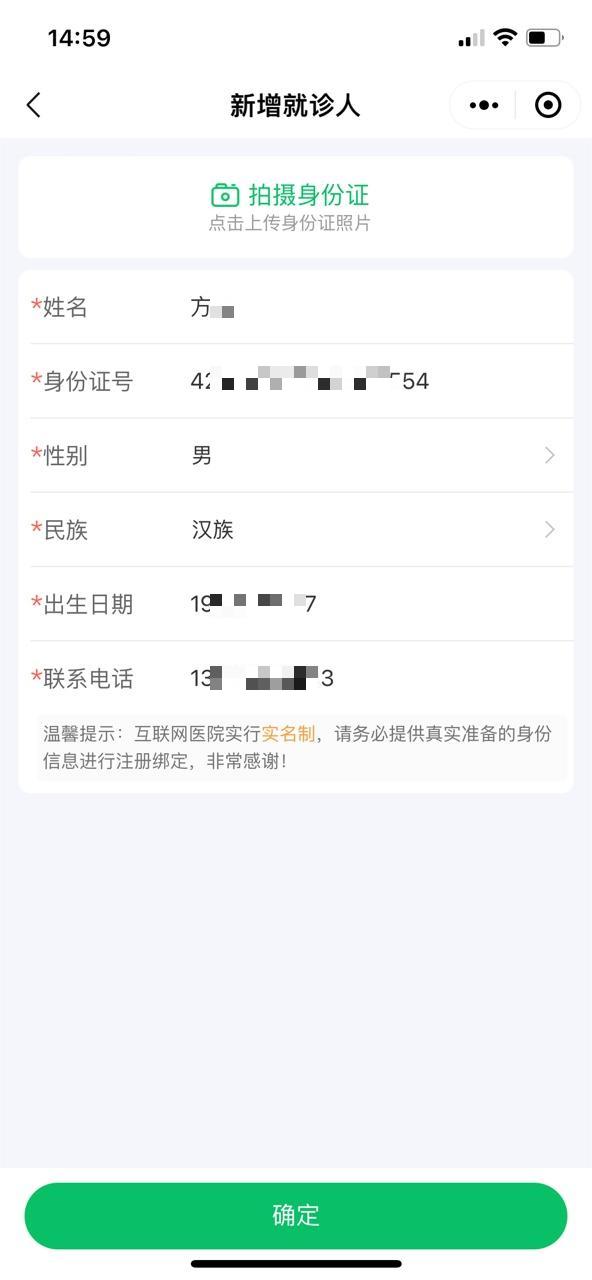 14:59
新增就诊人
拍摄身份证
点击上传身份证照片
*姓名 方
*身份证号 42 54
*性别 男
*民族 汉族
*出生日期 19 7
*联系电话 13 3
温馨提示：互联网医院实行实名制，请务必提供真实准备的身份
信息进行注册绑定，非常感谢！
确定